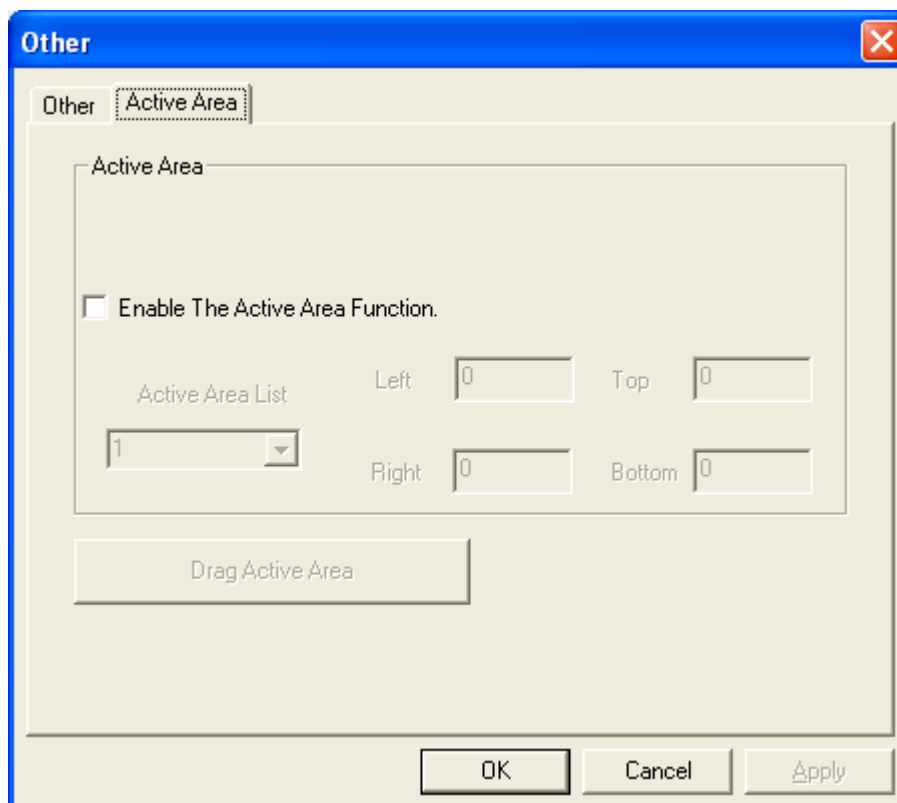 Other
Other
Active Area
Active Area
Enable The Active Area Function.
Active Area List
1
Left 0 Top 0
Right 0 Bottom 0
Drag Active Area
OK Cancel Apply